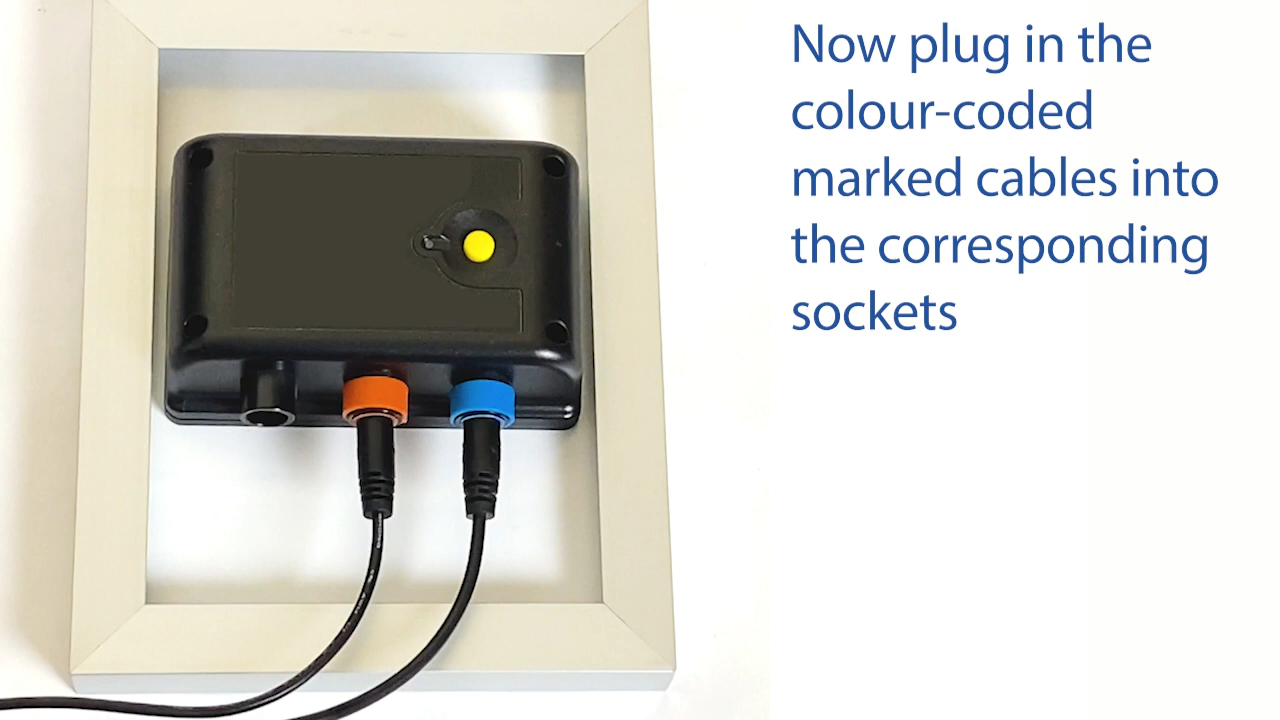 Now plug in the
colour-coded
marked cables into
the corresponding
sockets